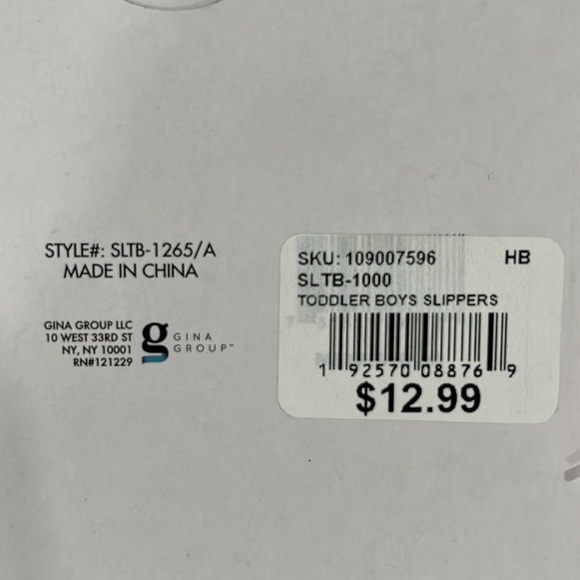 STYLE#: SLTB-1265/A
MADE IN CHINA
GINA GROUP LLC
10 WEST 33RD ST
NY, NY 10001
RN#121229
g
GINA
GROUP™
SKU: 109007596 HB
SLTB-1000
TODDLER BOYS SLIPPERS
1 92570 08876 9
$12.99